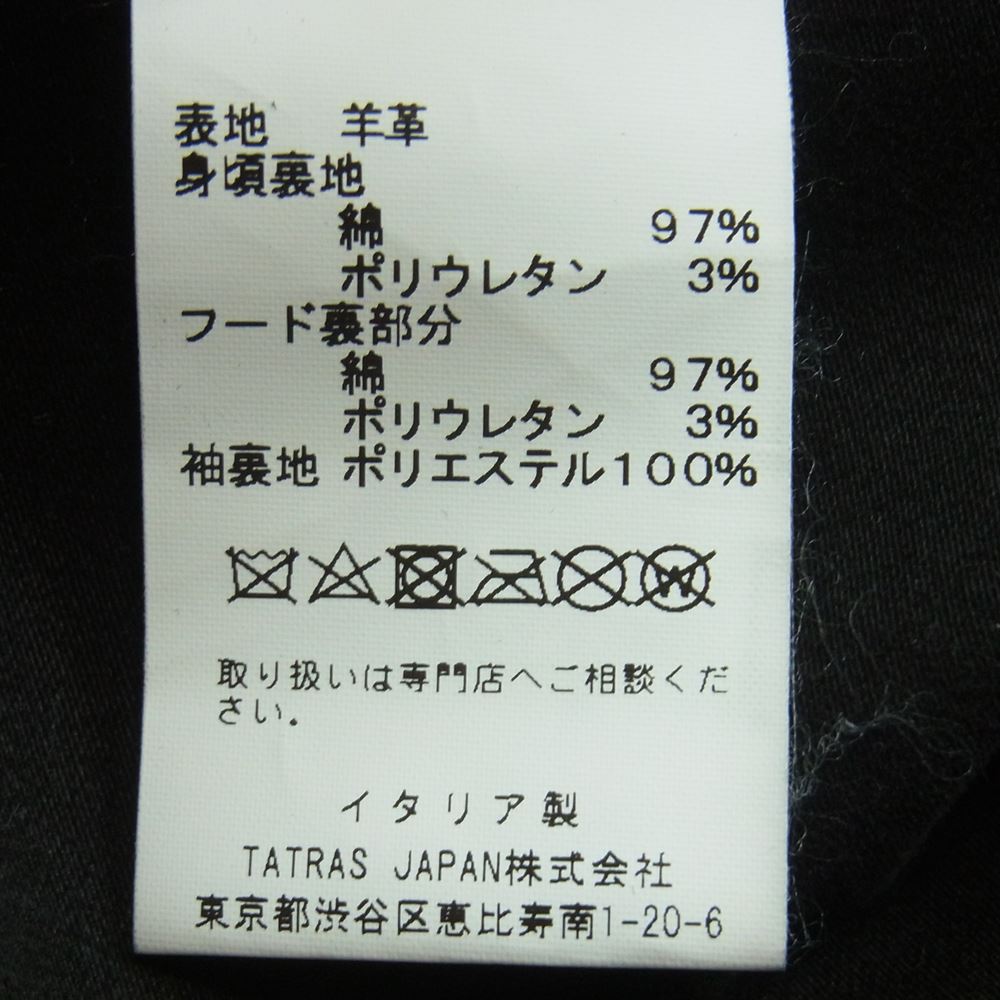 表地 羊革
身頃裏地
綿 97%
ポリウレタン 3%
フード裏部分
綿 97%
ポリウレタン 3%
袖裏地 ポリエステル100%
W
取り扱いは専門店へご相談くだ
さい。
イタリア製
TATRAS JAPAN株式会社
東京都渋谷区恵比寿南1-20-6